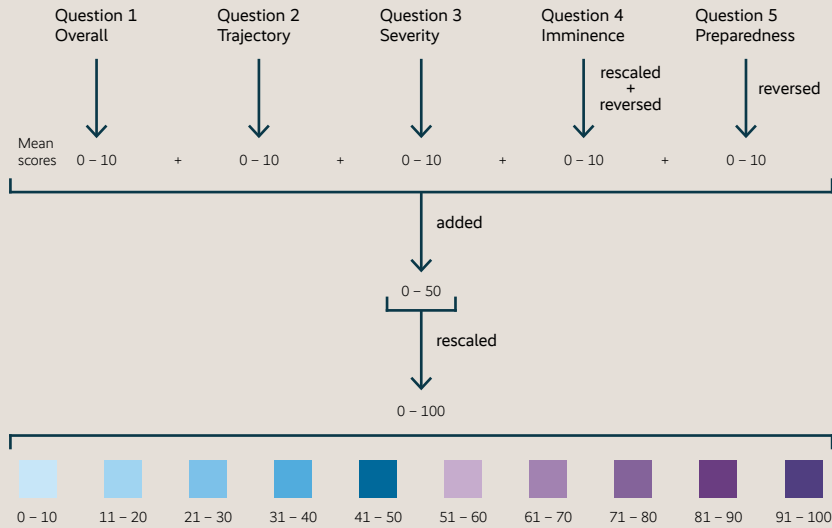 Question 1
Overall
Question 2
Trajectory
Question 3
Severity
Question 4
Imminence
Question 5
Preparedness
rescaled
+
reversed
reversed
Mean
scores
0 – 10 + 0 – 10 + 0 – 10 + 0 – 10 + 0 – 10
added
0 – 50
rescaled
0 – 100
0 – 10 11 – 20 21 – 30 31 – 40 41 – 50 51 – 60 61 – 70 71 – 80 81 – 90 91 – 100